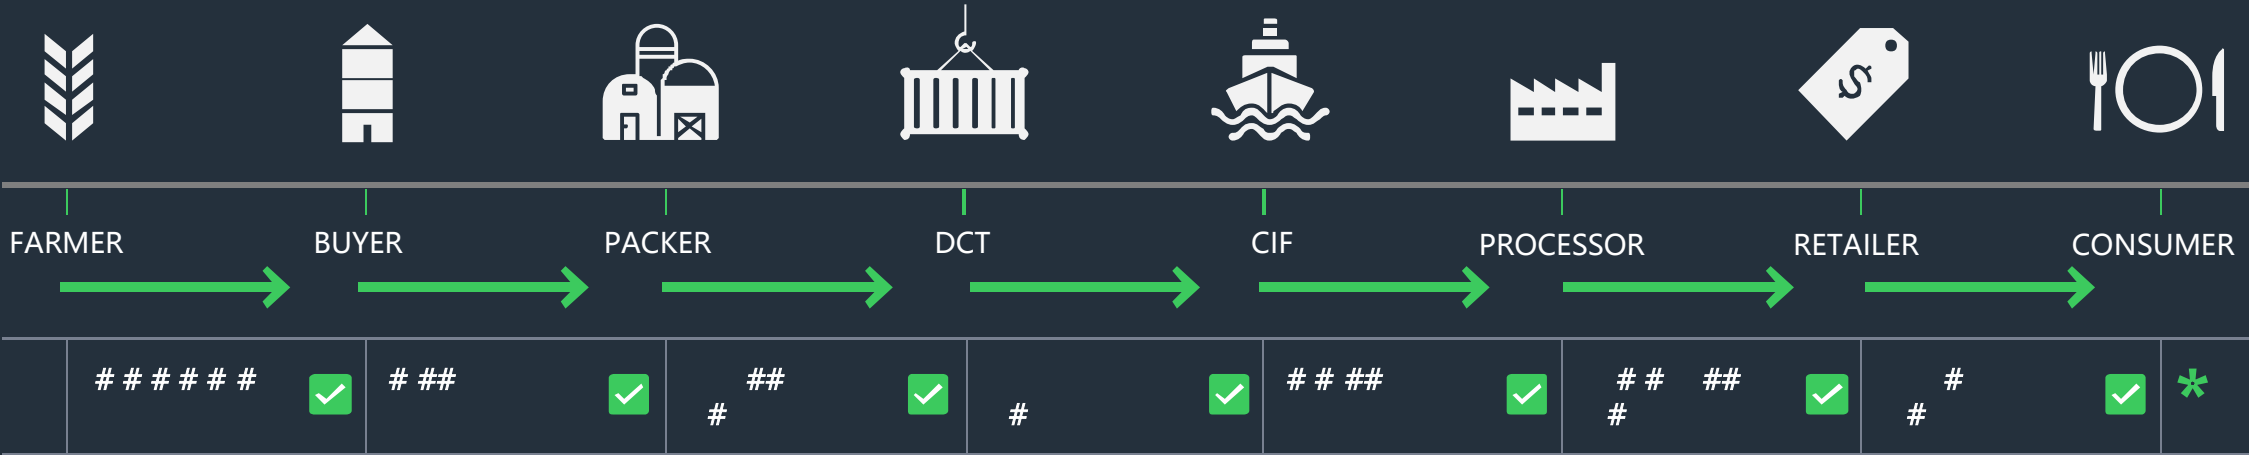 $
FARMER BUYER PACKER DCT CIF PROCESSOR RETAILER CONSUMER
# # # # # # # ## ## # # ## # # ## # *
# # # #